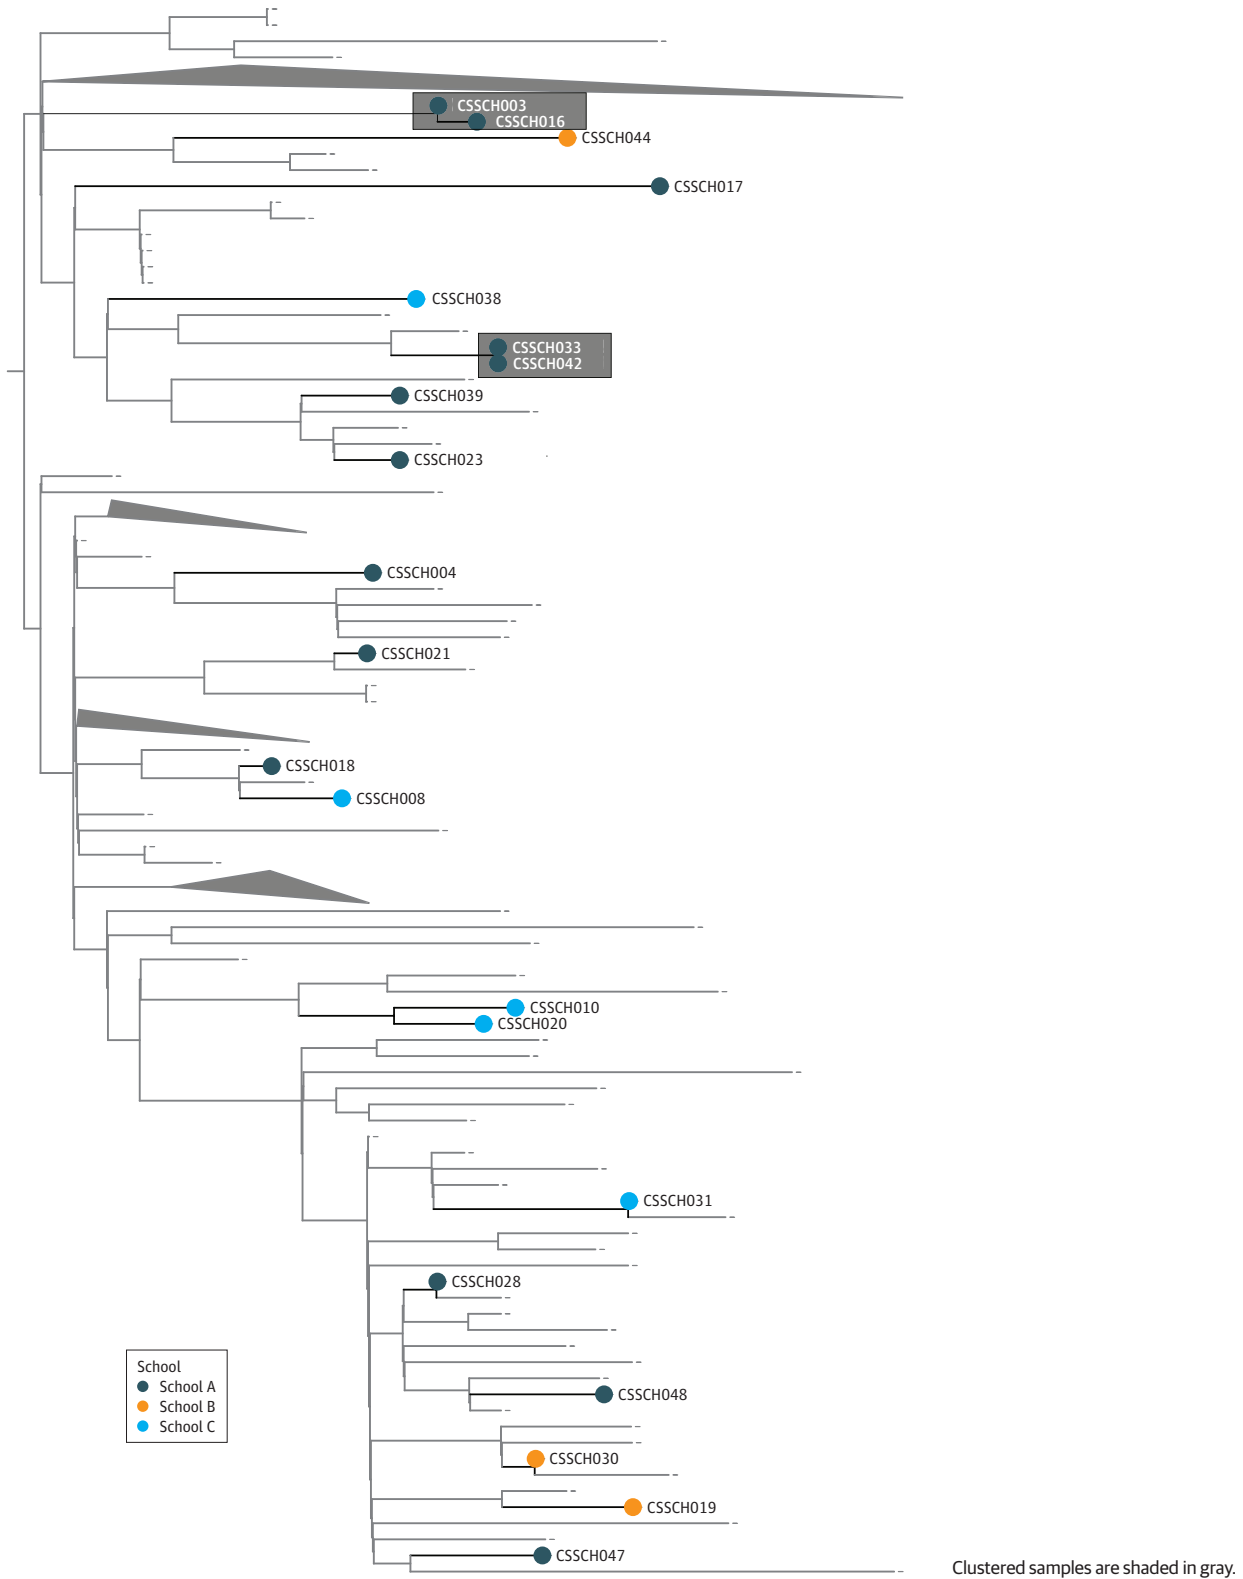 CSSCH003
CSSCH016
CSSCH044
CSSCH017
CSSCH038
CSSCH033
CSSCH042
CSSCH039
CSSCH023
CSSCH004
CSSCH021
CSSCH018
CSSCH008
CSSCH010
CSSCH020
CSSCH031
CSSCH028
School
School A
School B
School C
CSSCH048
CSSCH030
CSSCH019
CSSCH047
Clustered samples are shaded in gray.